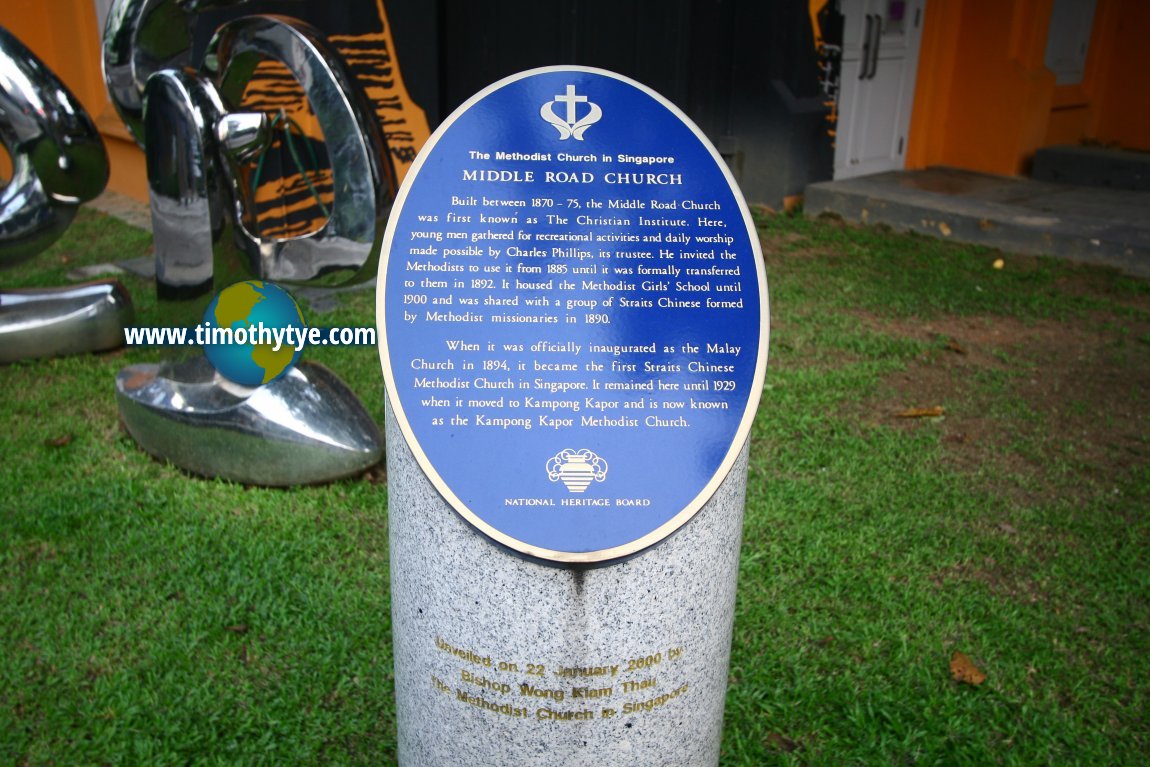 The Methodist Church in Singapore
MIDDLE ROAD CHURCH
Built between 1870 – 75, the Middle Road Church
was first known as The Christian Institute. Here,
young men gathered for recreational activities and daily worship
made possible by Charles Phillips, its trustee. He invited the
Methodists to use it from 1885 until it was formally transferred
to them in 1892. It housed the Methodist Girls' School until
1900 and was shared with a group of Straits Chinese formed
by Methodist missionaries in 1890.
When it was officially inaugurated as the Malay
Church in 1894, it became the first Straits Chinese
Methodist Church in Singapore. It remained here until 1929
when it moved to Kampong Kapor and is now known
as the Kampong Kapor Methodist Church.
NATIONAL HERITAGE BOARD
www.timothytye.com
Unveiled on 22 January 2000 by
Bishop Wong Kiam Thau
The Methodist Church in Singapore